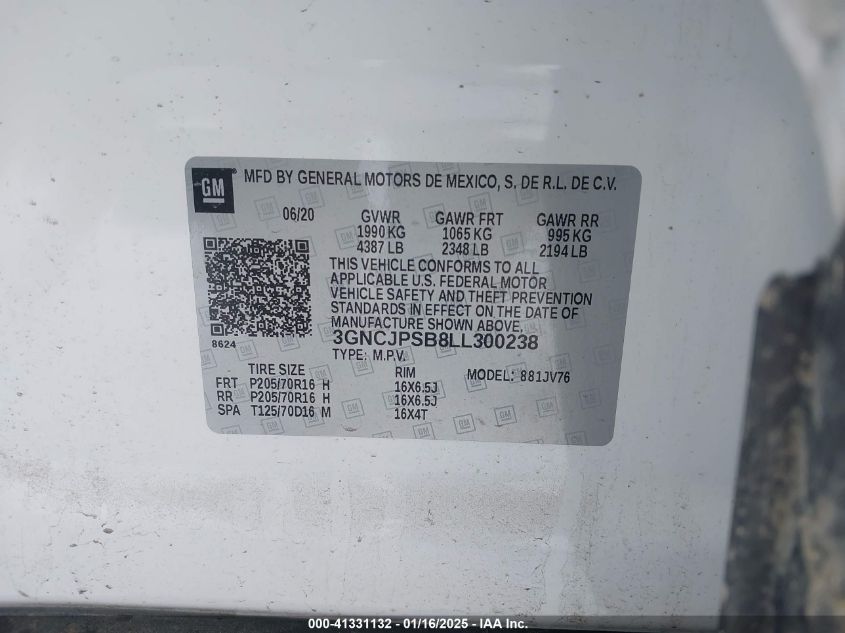 GM®
MFD BY GENERAL MOTORS DE MEXICO, S. DE R.L. DE C.V.
06/20 GVWR GAWR FRT GAWR RR
1990 KG 1065 KG 995 KG
4387 LB 2348 LB 2194 LB
THIS VEHICLE CONFORMS TO ALL
APPLICABLE U.S. FEDERAL MOTOR
VEHICLE SAFETY AND THEFT PREVENTION
STANDARDS IN EFFECT ON THE DATE OF
MANUFACTURE SHOWN ABOVE.
8624
3GNCJPSB8LL300238
TYPE: M.P.V.
TIRE SIZE RIM MODEL: 881JV76
FRT P205/70R16 H 16X6.5J
RR P205/70R16 H 16X6.5J
SPA T125/70D16 M 16X4T
000-41331132 - 01/16/2025 - © IAA Inc.